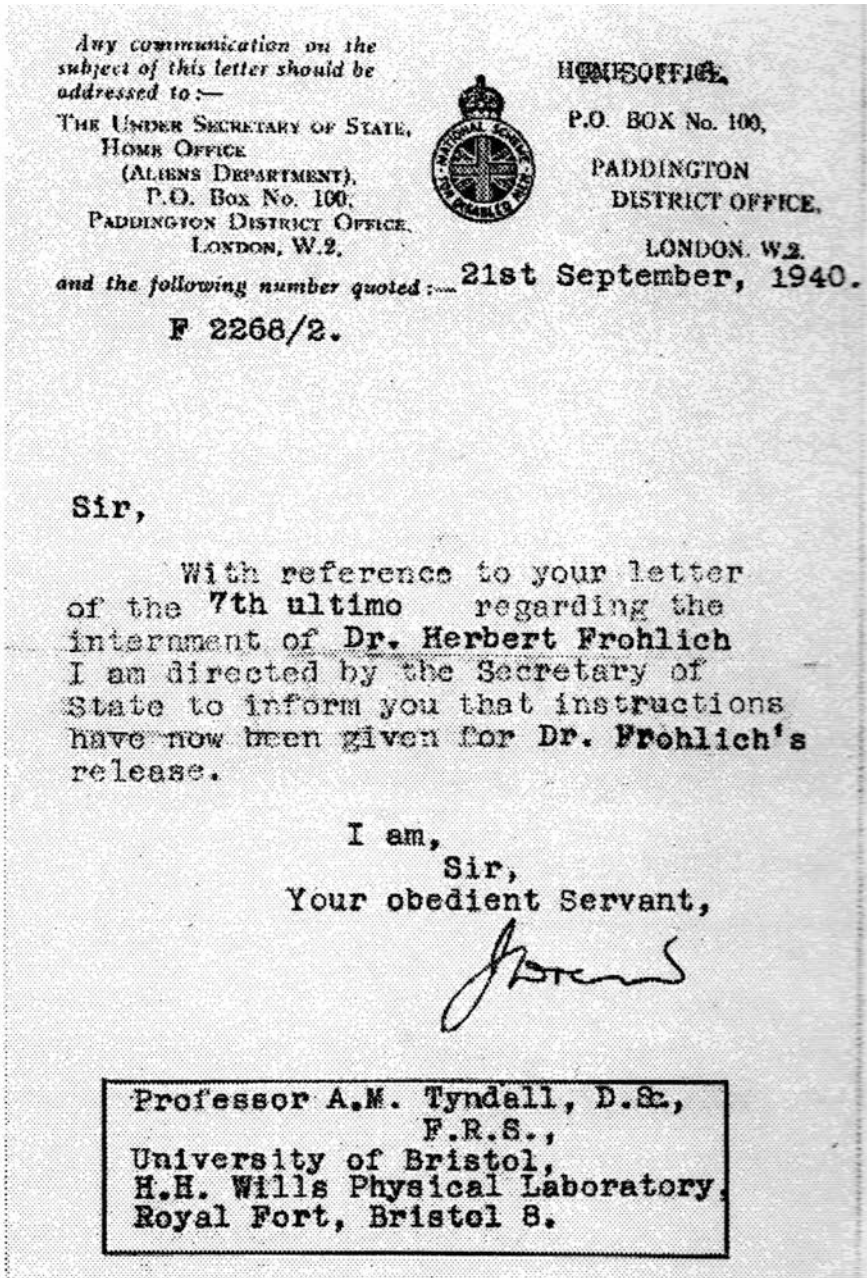 Any communication on the
subject of this letter should be
addressed to :—
THE UNDER SECRETARY OF STATE,
HOME OFFICE
(ALIENS DEPARTMENT),
P.O. Box No. 100,
PADDINGTON DISTRICT OFFICE,
LONDON, W.2.
and the following number quoted :—
F 2268/2.
NATIONAL SCHEME
FOR DISABLED MEN
HOME OFFICE,
P.O. BOX No. 100,
PADDINGTON
DISTRICT OFFICE,
LONDON. W.2.
21st September, 1940.
Sir,
With reference to your letter
of the 7th ultimo regarding the
internment of Dr. Herbert Frohlich
I am directed by the Secretary of
State to inform you that instructions
have now been given for Dr. Frohlich's
release.
I am,
Sir,
Your obedient Servant,
Professor A.M. Tyndall, D.Sc.,
F.R.S.,
University of Bristol,
H.H. Wills Physical Laboratory,
Royal Fort, Bristol 8.